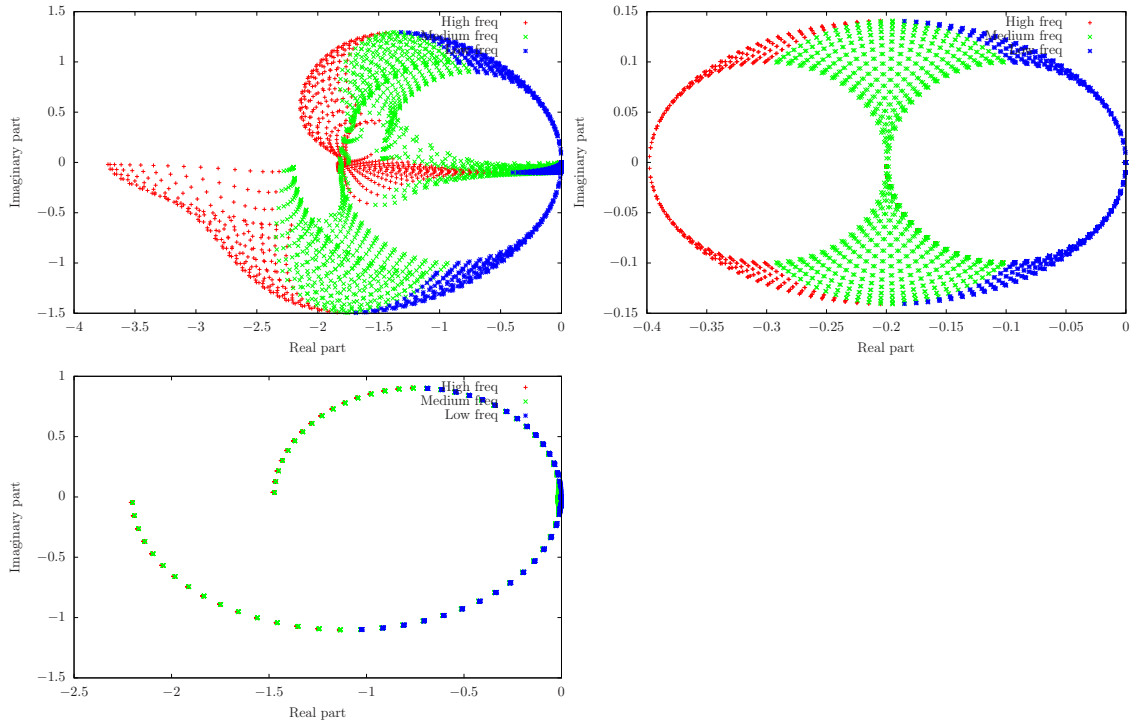 1.5
1
0.5
0
−0.5
−1
−1.5
Imaginary part
−4 −3.5 −3 −2.5 −2 −1.5 −1 −0.5 0
Real part
High freq
freq
freq
0.15
0.1
0.05
0
−0.05
−0.1
−0.15
Imaginary part
−0.4 −0.35 −0.3 −0.25 −0.2 −0.15 −0.1 −0.05 0
Real part
High freq
freq
freq
1
0.5
0
−0.5
−1
−1.5
Imaginary part
−2.5 −2 −1.5 −1 −0.5 0
Real part
High freq
Medium freq
Low freq